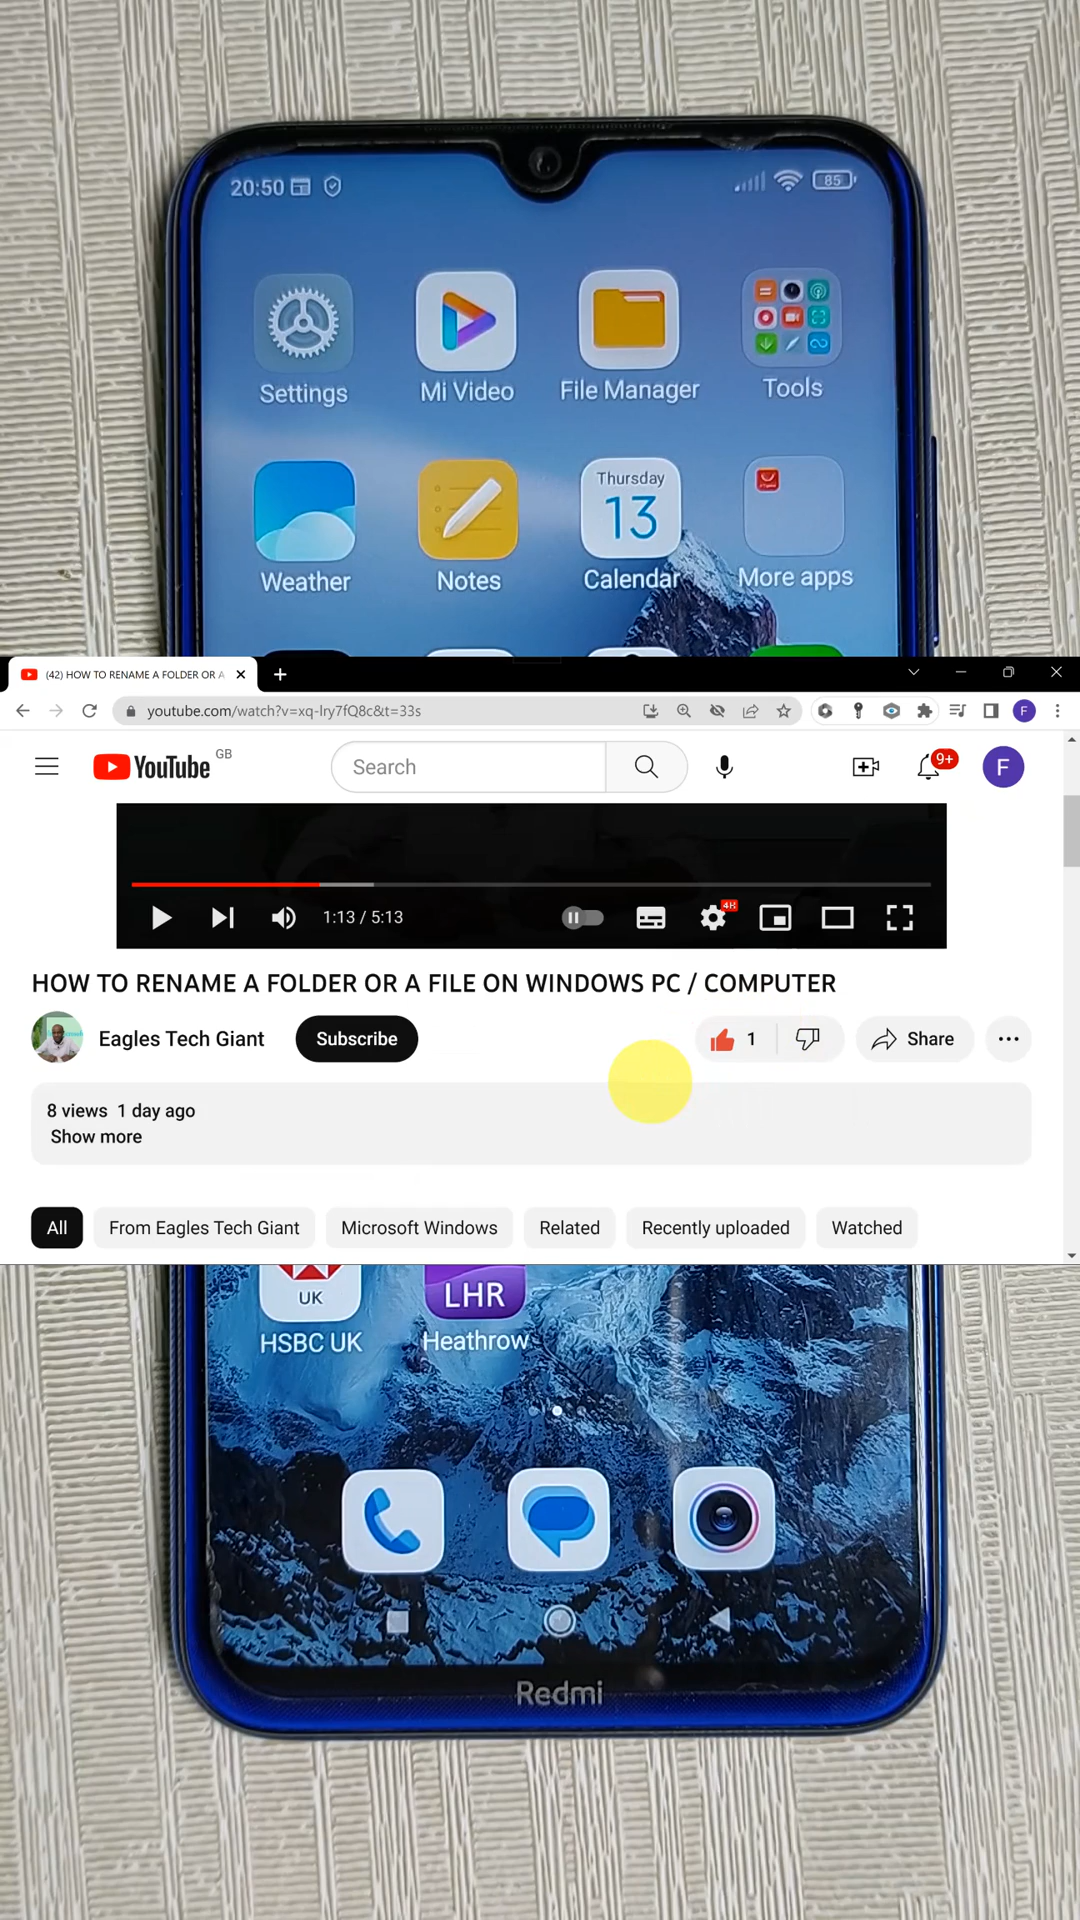 20:50
85
Settings
Mi Video
File Manager
Tools
Thursday
13
Weather
Notes
Calendar
More apps
(42) HOW TO RENAME A FOLDER OR A
youtube.com/watch?v=xq-lry7fQ8c&t=33s
F
YouTube GB
Search
9+
F
1:13 / 5:13
4K
HOW TO RENAME A FOLDER OR A FILE ON WINDOWS PC / COMPUTER
Eagles Tech Giant
Subscribe
1
Share
8 views 1 day ago
Show more
All
From Eagles Tech Giant
Microsoft Windows
Related
Recently uploaded
Watched
UK
LHR
HSBC UK
Heathrow
Redmi